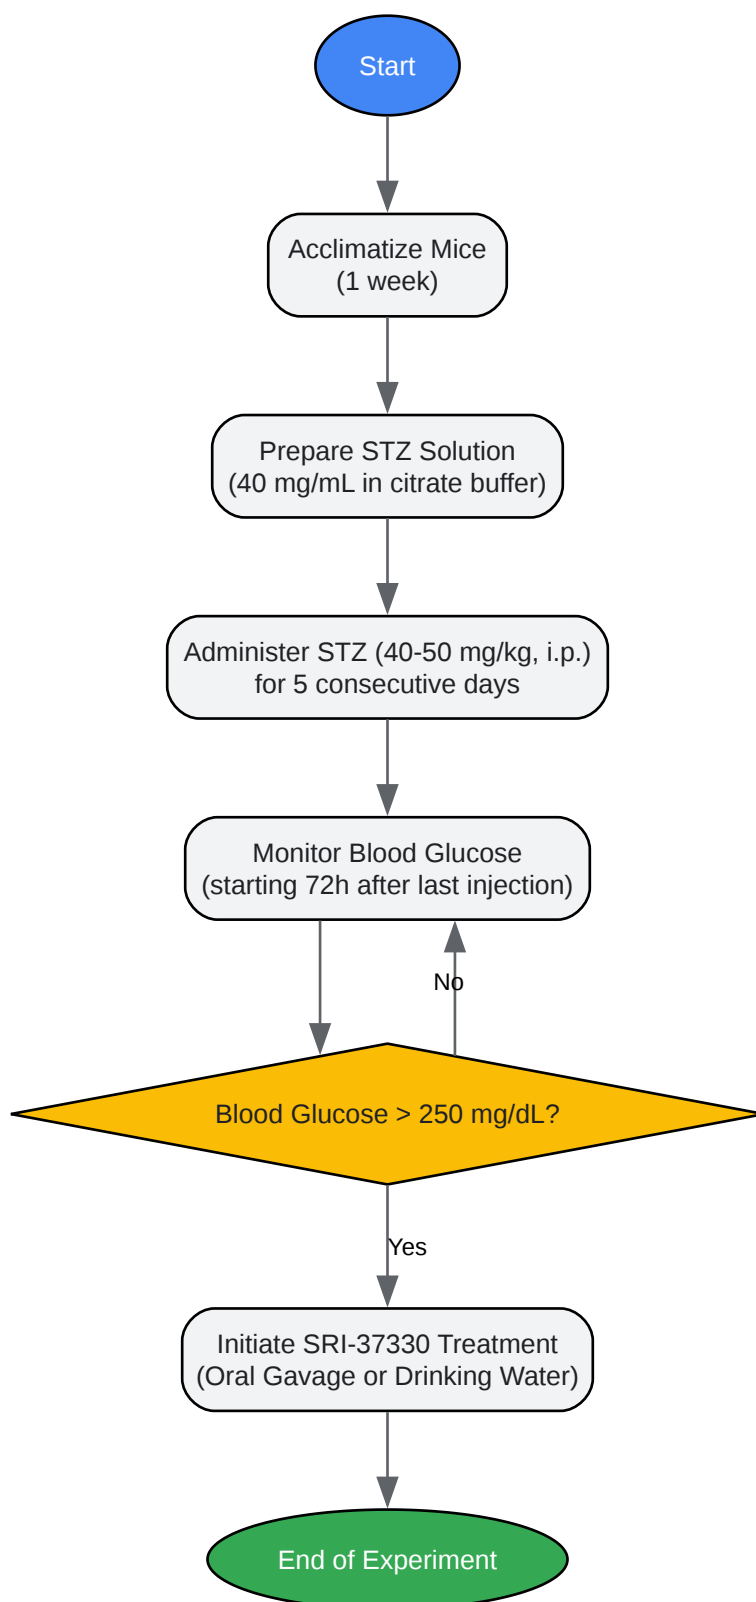 Start
Acclimatize Mice
(1 week)
Prepare STZ Solution
(40 mg/mL in citrate buffer)
Administer STZ (40-50 mg/kg, i.p.)
for 5 consecutive days
Monitor Blood Glucose
(starting 72h after last injection)
No
Blood Glucose > 250 mg/dL?
Yes
Initiate SRI-37330 Treatment
(Oral Gavage or Drinking Water)
End of Experiment